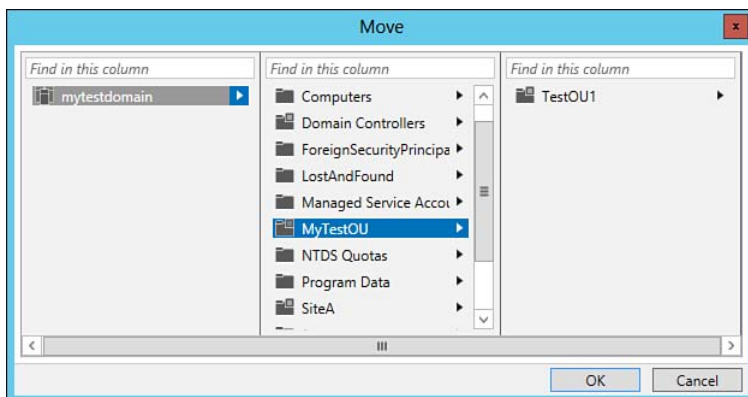 Move
x
Find in this column
Find in this column
Find in this column
mytestdomain
Computers
Domain Controllers
ForeignSecurityPrincipa
LostAndFound
Managed Service Accou
MyTestOU
NTDS Quotas
Program Data
SiteA
TestOU1
OK
Cancel